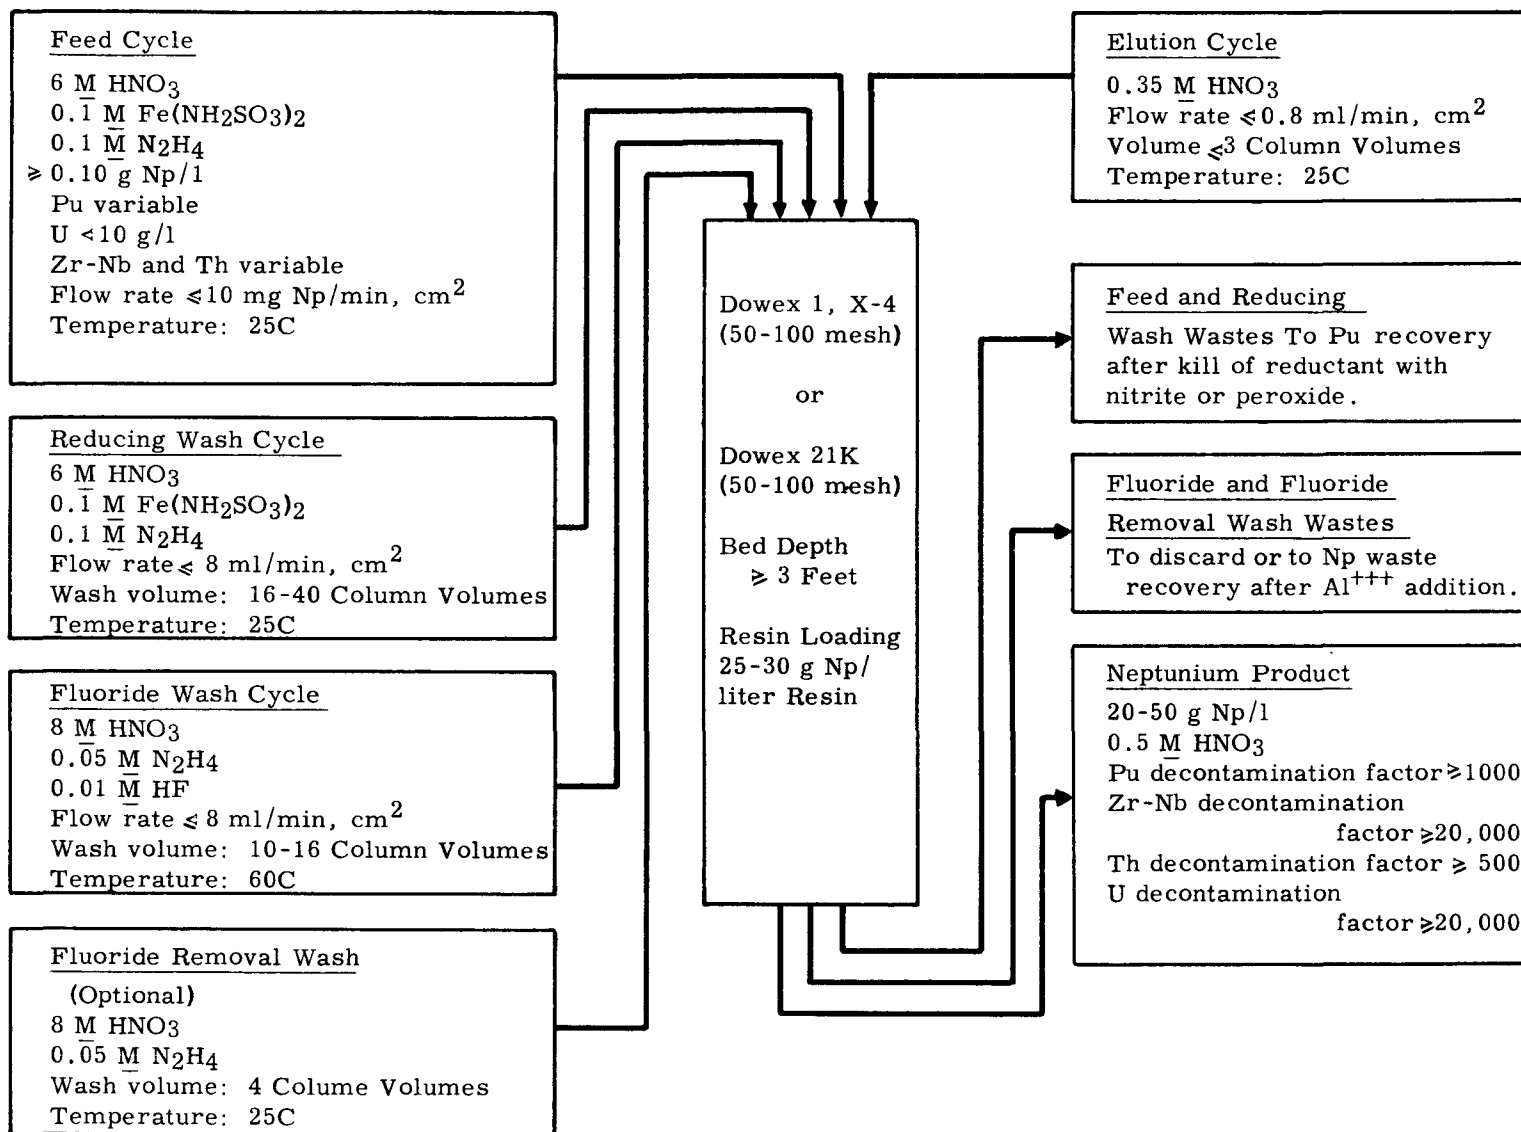 Feed Cycle
6 M HNO3
0.1 M Fe(NH2SO3)2
0.1 M N2H4
⩾ 0.10 g Np/l
Pu variable
U < 10 g/l
Zr-Nb and Th variable
Flow rate ⩽ 10 mg Np/min, cm2
Temperature: 25C
Reducing Wash Cycle
6 M HNO3
0.1 M Fe(NH2SO3)2
0.1 M N2H4
Flow rate ⩽ 8 ml/min, cm2
Wash volume: 16-40 Column Volumes
Temperature: 25C
Fluoride Wash Cycle
8 M HNO3
0.05 M N2H4
0.01 M HF
Flow rate ⩽ 8 ml/min, cm2
Wash volume: 10-16 Column Volumes
Temperature: 60C
Fluoride Removal Wash
(Optional)
8 M HNO3
0.05 M N2H4
Wash volume: 4 Colume Volumes
Temperature: 25C
Dowex 1, X-4
(50-100 mesh)
or
Dowex 21K
(50-100 mesh)
Bed Depth
⩾ 3 Feet
Resin Loading
25-30 g Np/
liter Resin
Elution Cycle
0.35 M HNO3
Flow rate ⩽ 0.8 ml/min, cm2
Volume ⩽3 Column Volumes
Temperature: 25C
Feed and Reducing
Wash Wastes To Pu recovery
after kill of reductant with
nitrite or peroxide.
Fluoride and Fluoride
Removal Wash Wastes
To discard or to Np waste
recovery after Al+++ addition.
Neptunium Product
20-50 g Np/l
0.5 M HNO3
Pu decontamination factor ⩾1000
Zr-Nb decontamination
factor ⩾20,000
Th decontamination factor ⩾ 500
U decontamination
factor ⩾20,000